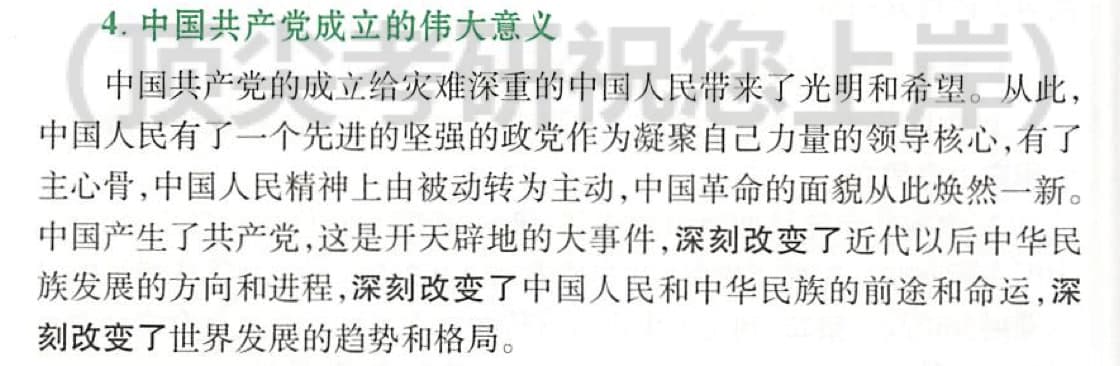 4. 中国共产党成立的伟大意义
(顶尖考研祝您上岸)
中国共产党的成立给灾难深重的中国人民带来了光明和希望。从此,
中国人民有了一个先进的坚强的政党作为凝聚自己力量的领导核心,有了
主心骨,中国人民精神上由被动转为主动,中国革命的面貌从此焕然一新。
中国产生了共产党,这是开天辟地的大事件,深刻改变了近代以后中华民
族发展的方向和进程,深刻改变了中国人民和中华民族的前途和命运,深
刻改变了世界发展的趋势和格局。